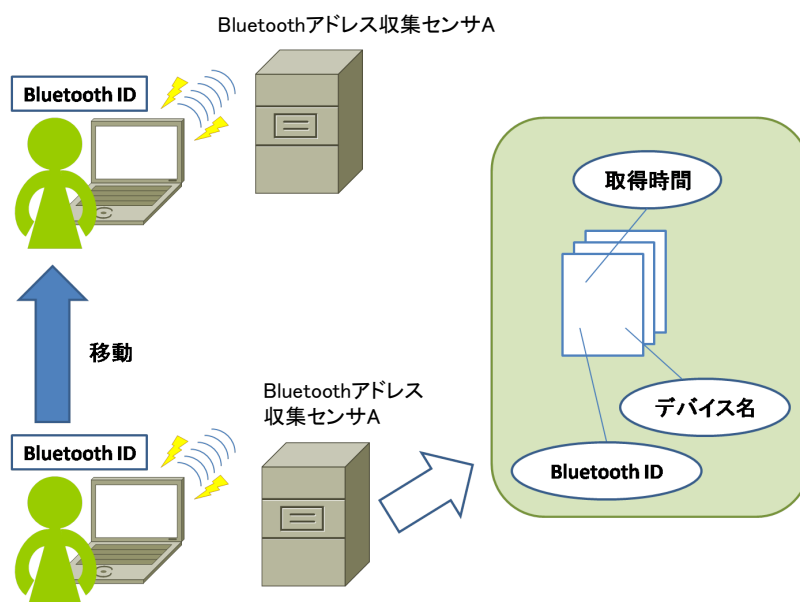 Bluetoothアドレス収集センサA
Bluetooth ID
取得時間
移動
デバイス名
Bluetoothアドレス
収集センサA
Bluetooth ID
Bluetooth ID